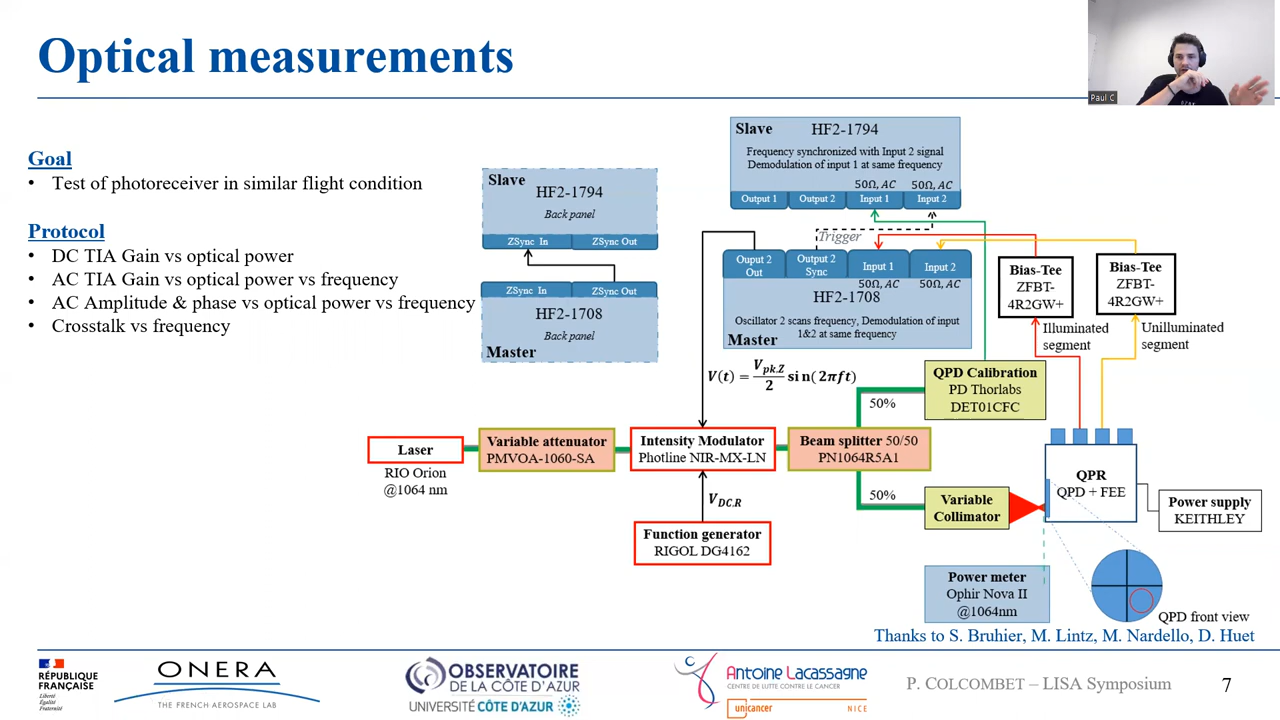 Optical measurements
Paul C
Goal
• Test of photoreceiver in similar flight condition
Protocol
• DC TIA Gain vs optical power
• AC TIA Gain vs optical power vs frequency
• AC Amplitude & phase vs optical power vs frequency
• Crosstalk vs frequency
Slave
HF2-1794
Back panel
ZSync In
ZSync Out
ZSync In
ZSync Out
HF2-1708
Back panel
Master
Slave HF2-1794
Frequency synchronized with Input 2 signal
Demodulation of input 1 at same frequency
50Ω, AC 50Ω, AC
Output 1 Output 2 Input 1 Input 2
Trigger
Ouput 2
Out
Output 2
Sync
Input 1
Input 2
50Ω, AC 50Ω, AC
HF2-1708
Oscillator 2 scans frequency, Demodulation of input
1&2 at same frequency
Master
Bias-Tee
ZFBT-
4R2GW+
Bias-Tee
ZFBT-
4R2GW+
Illuminated
segment
Unilluminated
segment
V(t) = V_pk.Z/2 sin( 2πft)
QPD Calibration
PD Thorlabs
DET01CFC
50%
Laser
RIO Orion
@1064 nm
Variable attenuator
PMVOA-1060-SA
Intensity Modulator
Photline NIR-MX-LN
Beam splitter 50/50
PN1064R5A1
50%
Variable
Collimator
QPR
QPD + FEE
Power supply
KEITHLEY
V_DC.R
Function generator
RIGOL DG4162
Power meter
Ophir Nova II
@1064nm
QPD front view
Thanks to S. Bruhier, M. Lintz, M. Nardello, D. Huet
RÉPUBLIQUE
FRANÇAISE
Liberté
Égalité
Fraternité
ONERA
THE FRENCH AEROSPACE LAB
OBSERVATOIRE
DE LA CÔTE D'AZUR
UNIVERSITÉ CÔTE D'AZUR
Antoine Lacassagne
CENTRE DE LUTTE CONTRE LE CANCER
unicancer NICE
P. COLCOMBET – LISA Symposium
7